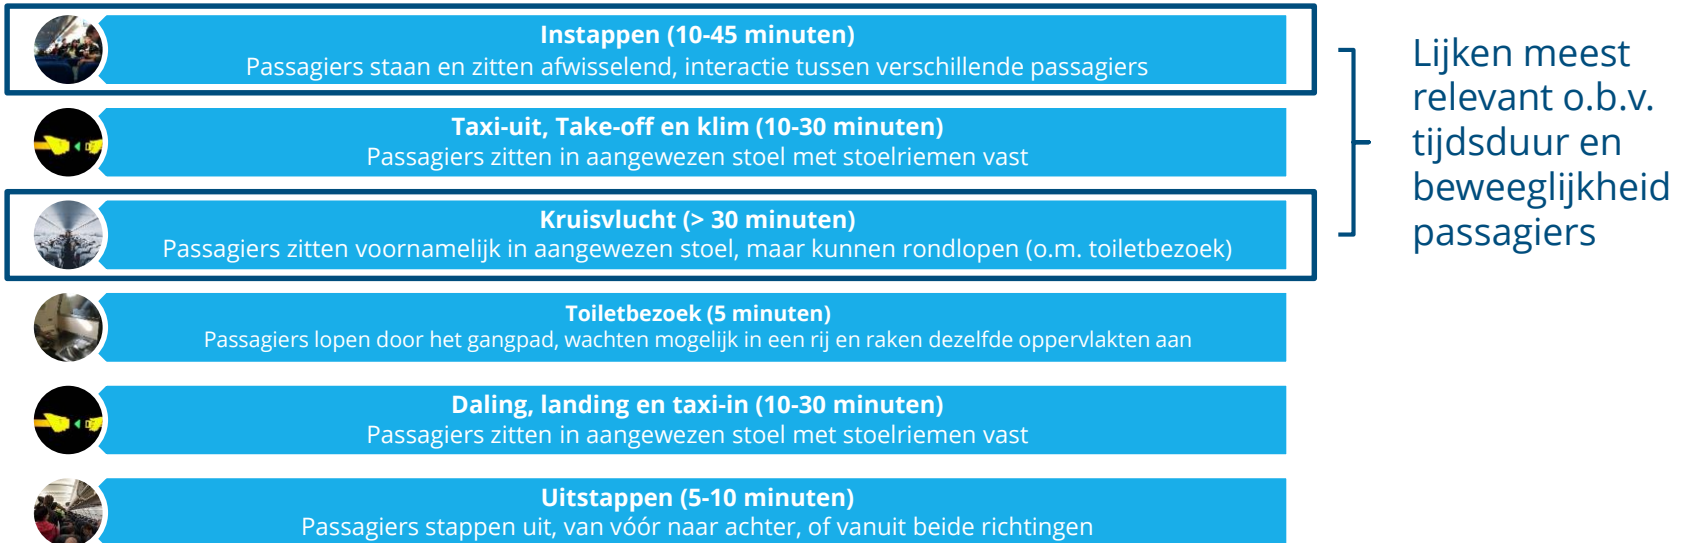 Instappen (10-45 minuten)
Passagiers staan en zitten afwisselend, interactie tussen verschillende passagiers
Taxi-uit, Take-off en klim (10-30 minuten)
Passagiers zitten in aangewezen stoel met stoelriemen vast
Kruisvlucht (> 30 minuten)
Passagiers zitten voornamelijk in aangewezen stoel, maar kunnen rondlopen (o.m. toiletbezoek)
Toiletbezoek (5 minuten)
Passagiers lopen door het gangpad, wachten mogelijk in een rij en raken dezelfde oppervlakten aan
Daling, landing en taxi-in (10-30 minuten)
Passagiers zitten in aangewezen stoel met stoelriemen vast
Uitstappen (5-10 minuten)
Passagiers stappen uit, van vóór naar achter, of vanuit beide richtingen
Lijken meest
relevant o.b.v.
tijdsduur en
beweeglijkheid
passagiers